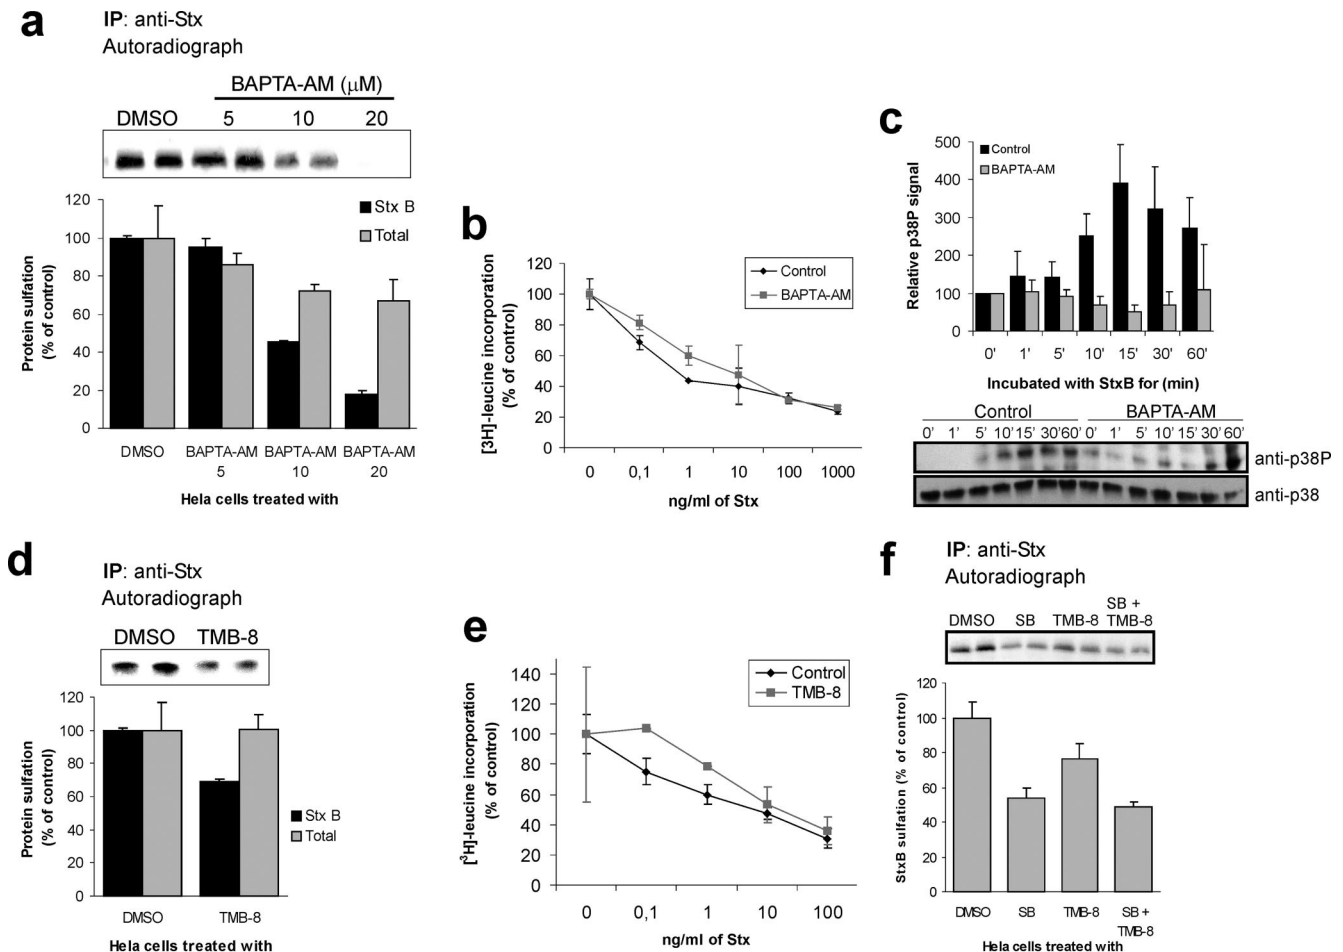 a
IP: anti-Stx
Autoradiograph
BAPTA-AM (μM)
DMSO 5 10 20
120
100
80
60
40
20
0
Protein sulfation
(% of control)
Stx B
Total
DMSO BAPTA-AM BAPTA-AM BAPTA-AM
5 10 20
Hela cells treated with
b
120
100
80
60
40
20
0
[3H]-leucine incorporation
(% of control)
Control
BAPTA-AM
0 0,1 1 10 100 1000
ng/ml of Stx
c
500
400
300
200
100
0
Relative p38P signal
Control
BAPTA-AM
0' 1' 5' 10' 15' 30' 60'
Incubated with StxB for (min)
Control BAPTA-AM
0' 1' 5' 10' 15' 30' 60' 0' 1' 5' 10' 15' 30' 60'
anti-p38P
anti-p38
d
IP: anti-Stx
Autoradiograph
DMSO TMB-8
120
100
80
60
40
20
0
Protein sulfation
(% of control)
Stx B
Total
DMSO TMB-8
Hela cells treated with
e
140
120
100
80
60
40
20
0
[³H]-leucine incorporation
(% of control)
Control
TMB-8
0 0,1 1 10 100
ng/ml of Stx
f
IP: anti-Stx
Autoradiograph
SB +
DMSO SB TMB-8 TMB-8
120
100
80
60
40
20
0
StxB sulfation (% of control)
DMSO SB TMB-8 SB +
TMB-8
Hela cells treated with